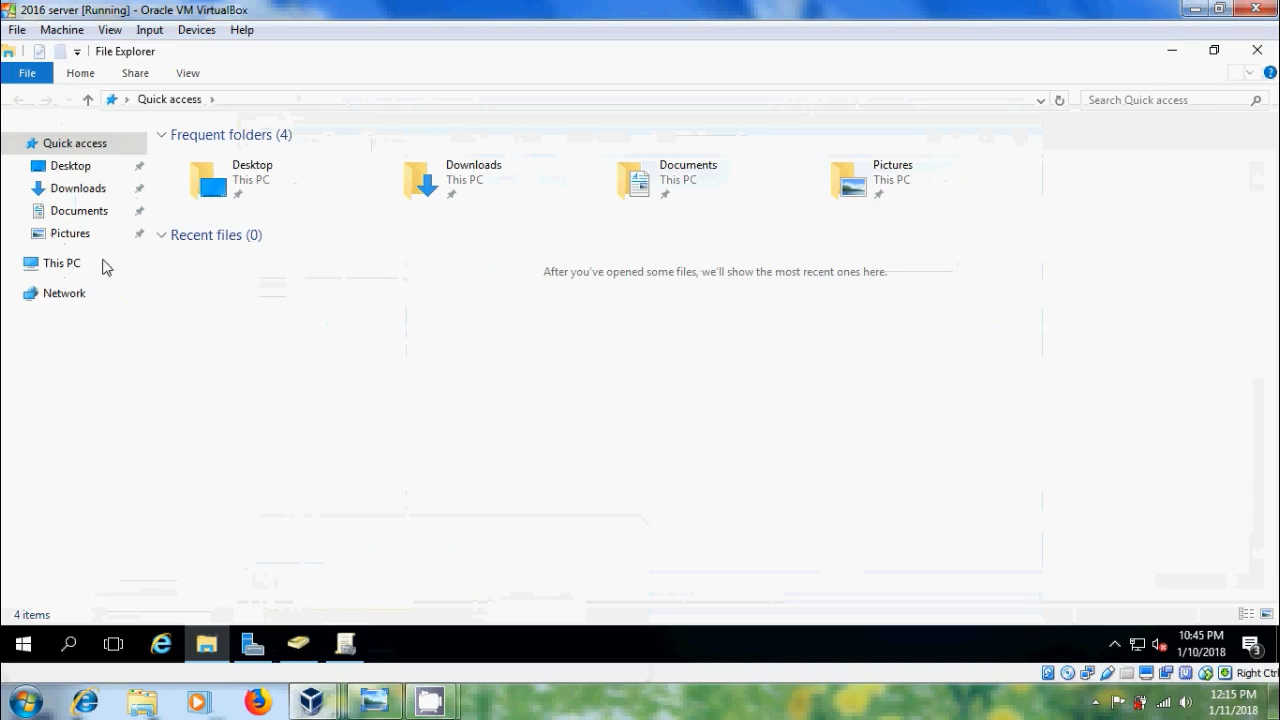 2016 server [Running] - Oracle VM VirtualBox
File Machine View Input Devices Help
File Explorer
File Home Share View
Quick access Search Quick access
Quick access
Desktop
Downloads
Documents
Pictures
This PC
Network
Frequent folders (4)
Desktop
This PC
Downloads
This PC
Documents
This PC
Pictures
This PC
Recent files (0)
After you've opened some files, we'll show the most recent ones here.
4 items
10:45 PM
1/10/2018
3
Right Ctrl
12:15 PM
1/11/2018